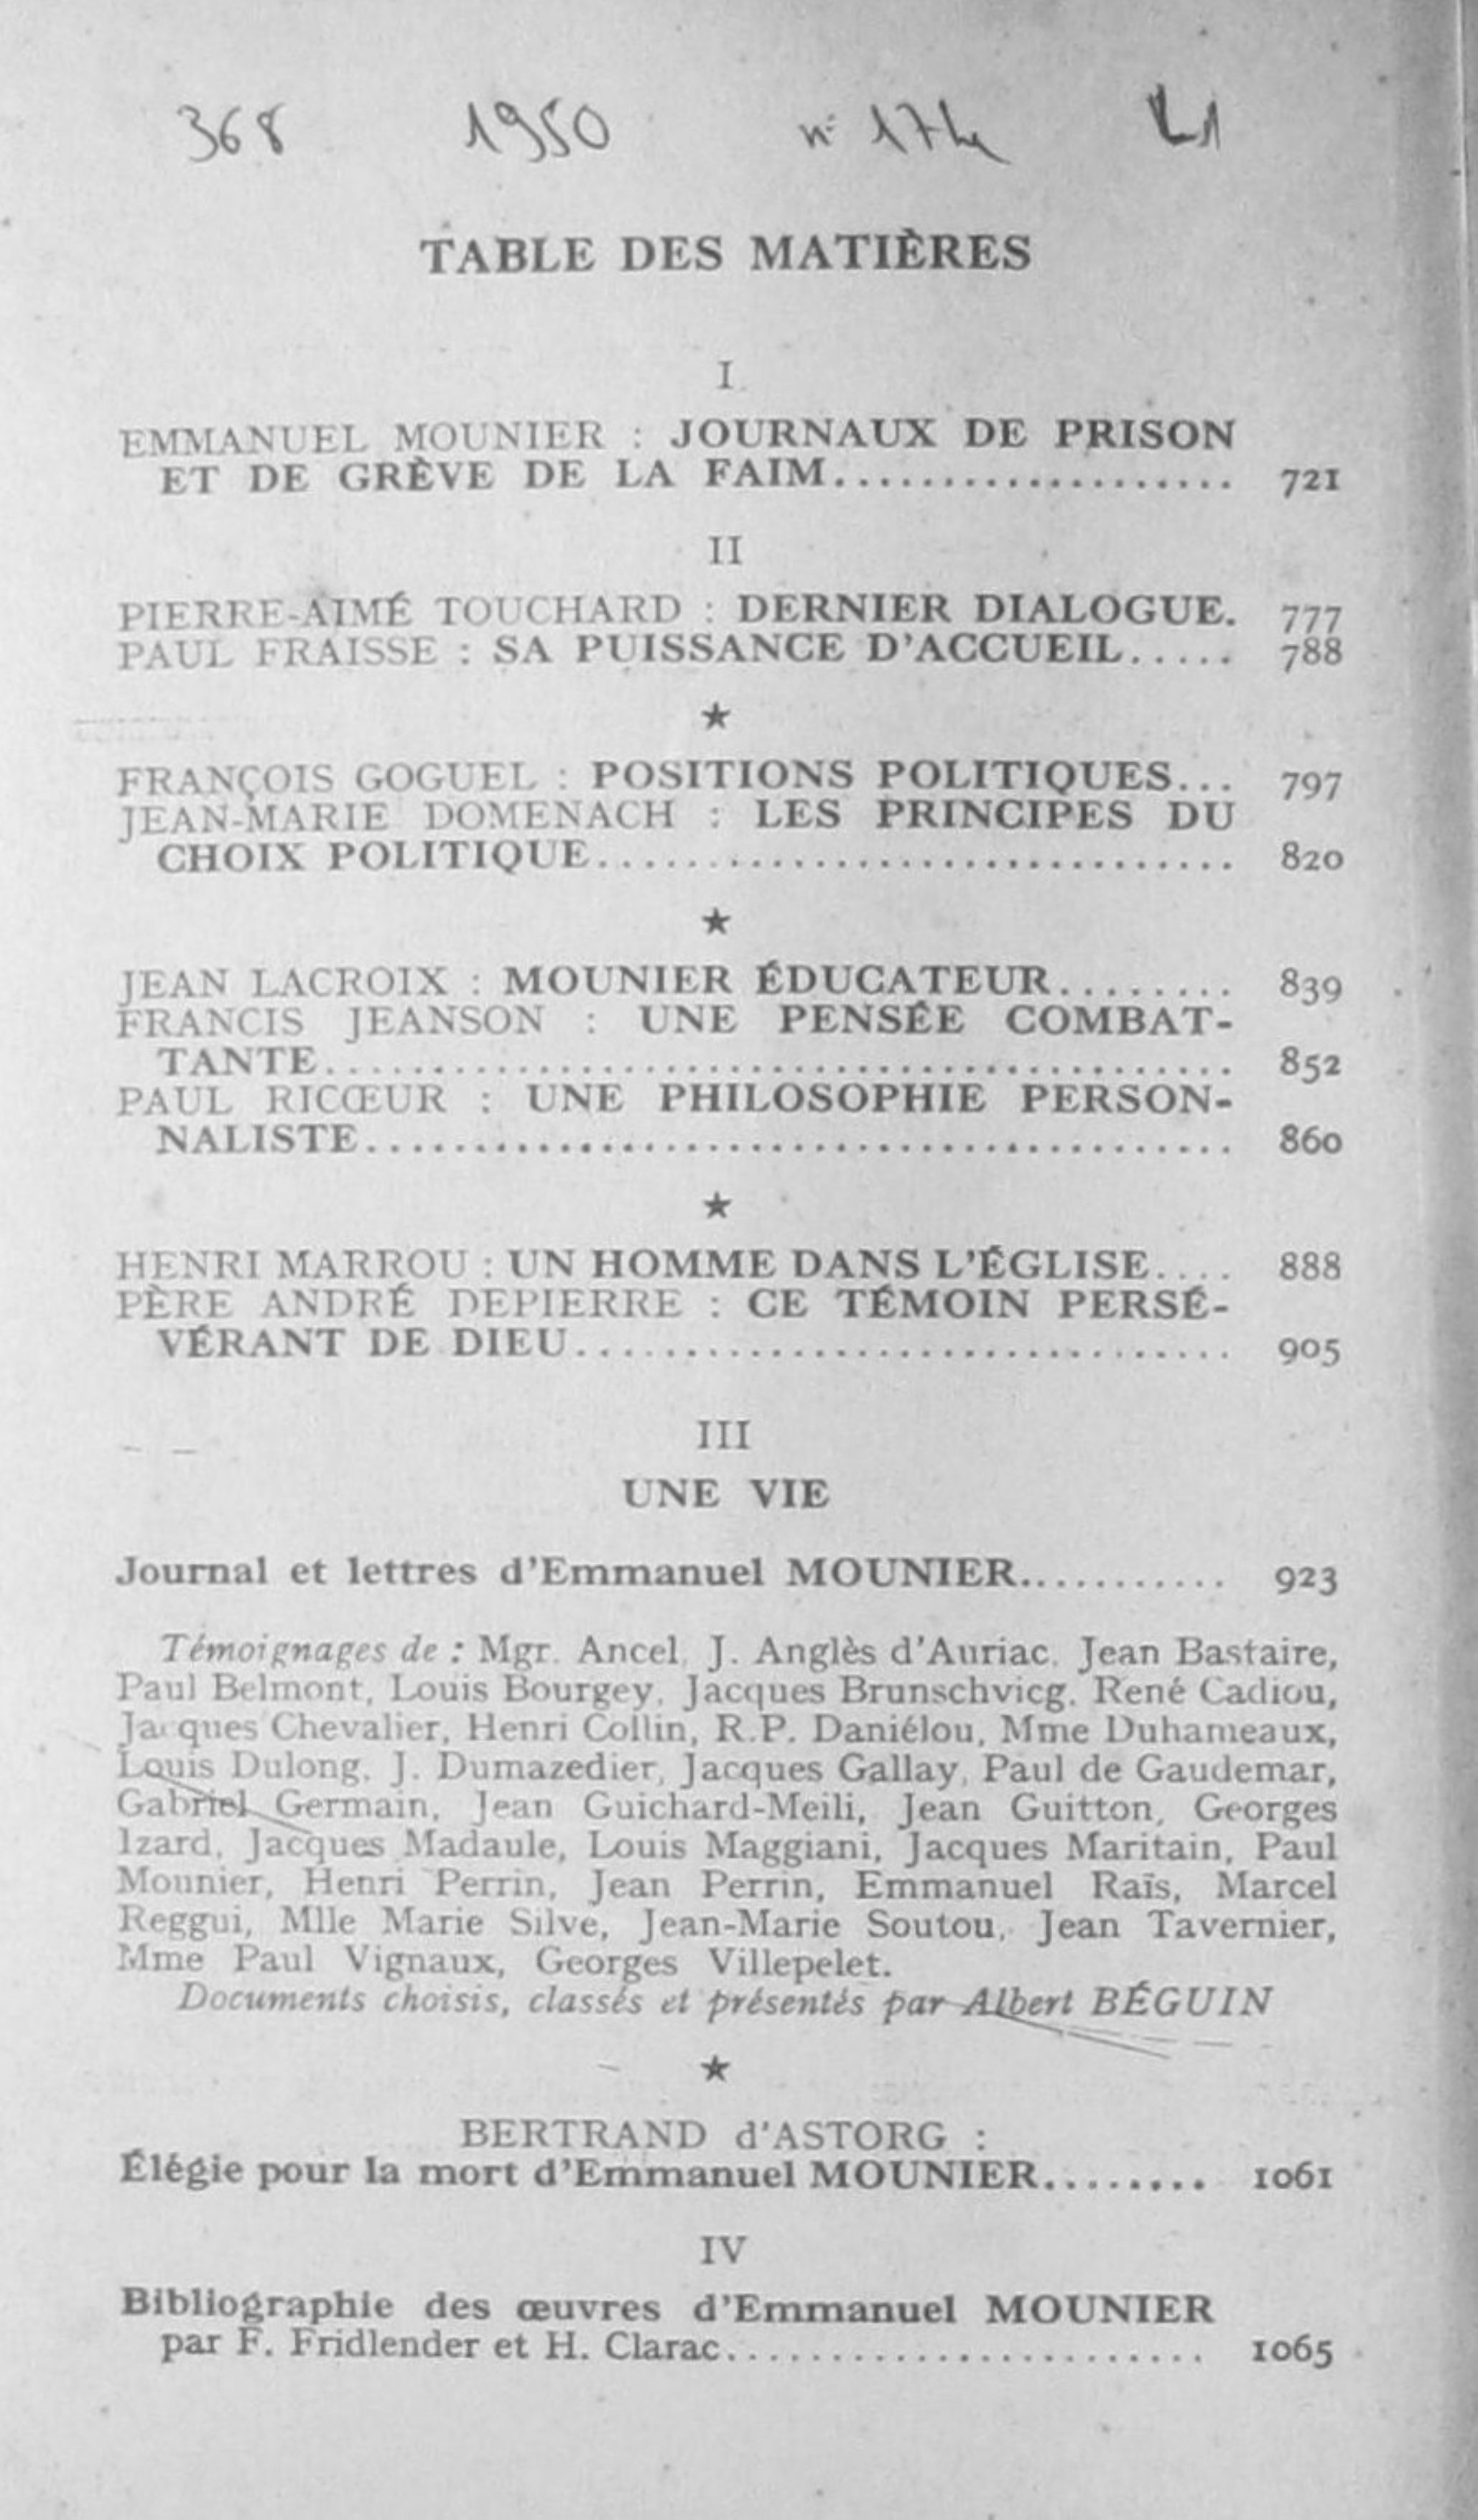 368 1950 n° 174 L1
TABLE DES MATIÈRES
I
EMMANUEL MOUNIER : JOURNAUX DE PRISON
ET DE GRÈVE DE LA FAIM.................... 721
II
PIERRE-AIMÉ TOUCHARD : DERNIER DIALOGUE. 777
PAUL FRAISSE : SA PUISSANCE D'ACCUEIL..... 788
★
FRANÇOIS GOGUEL : POSITIONS POLITIQUES... 797
JEAN-MARIE DOMENACH : LES PRINCIPES DU
CHOIX POLITIQUE.............................. 820
★
JEAN LACROIX : MOUNIER ÉDUCATEUR........ 839
FRANCIS JEANSON : UNE PENSÉE COMBAT-
TANTE.......................................... 852
PAUL RICŒUR : UNE PHILOSOPHIE PERSON-
NALISTE........................................ 860
★
HENRI MARROU : UN HOMME DANS L'ÉGLISE.... 888
PÈRE ANDRÉ DEPIERRE : CE TÉMOIN PERSÉ-
VÉRANT DE DIEU............................... 905
III
UNE VIE
Journal et lettres d'Emmanuel MOUNIER........... 923
Témoignages de : Mgr. Ancel, J. Anglès d'Auriac, Jean Bastaire,
Paul Belmont, Louis Bourgey, Jacques Brunschvicg, René Cadiou,
Jacques Chevalier, Henri Collin, R.P. Daniélou, Mme Duhameaux,
Louis Dulong, J. Dumazedier, Jacques Gallay, Paul de Gaudemar,
Gabriel Germain, Jean Guichard-Meili, Jean Guitton, Georges
Izard, Jacques Madaule, Louis Maggiani, Jacques Maritain, Paul
Mounier, Henri Perrin, Jean Perrin, Emmanuel Raïs, Marcel
Reggui, Mlle Marie Silve, Jean-Marie Soutou, Jean Tavernier,
Mme Paul Vignaux, Georges Villepelet.
Documents choisis, classés et présentés par Albert BÉGUIN
★
BERTRAND d'ASTORG :
Élégie pour la mort d'Emmanuel MOUNIER........ 1061
IV
Bibliographie des œuvres d'Emmanuel MOUNIER
par F. Fridlender et H. Clarac....................... 1065